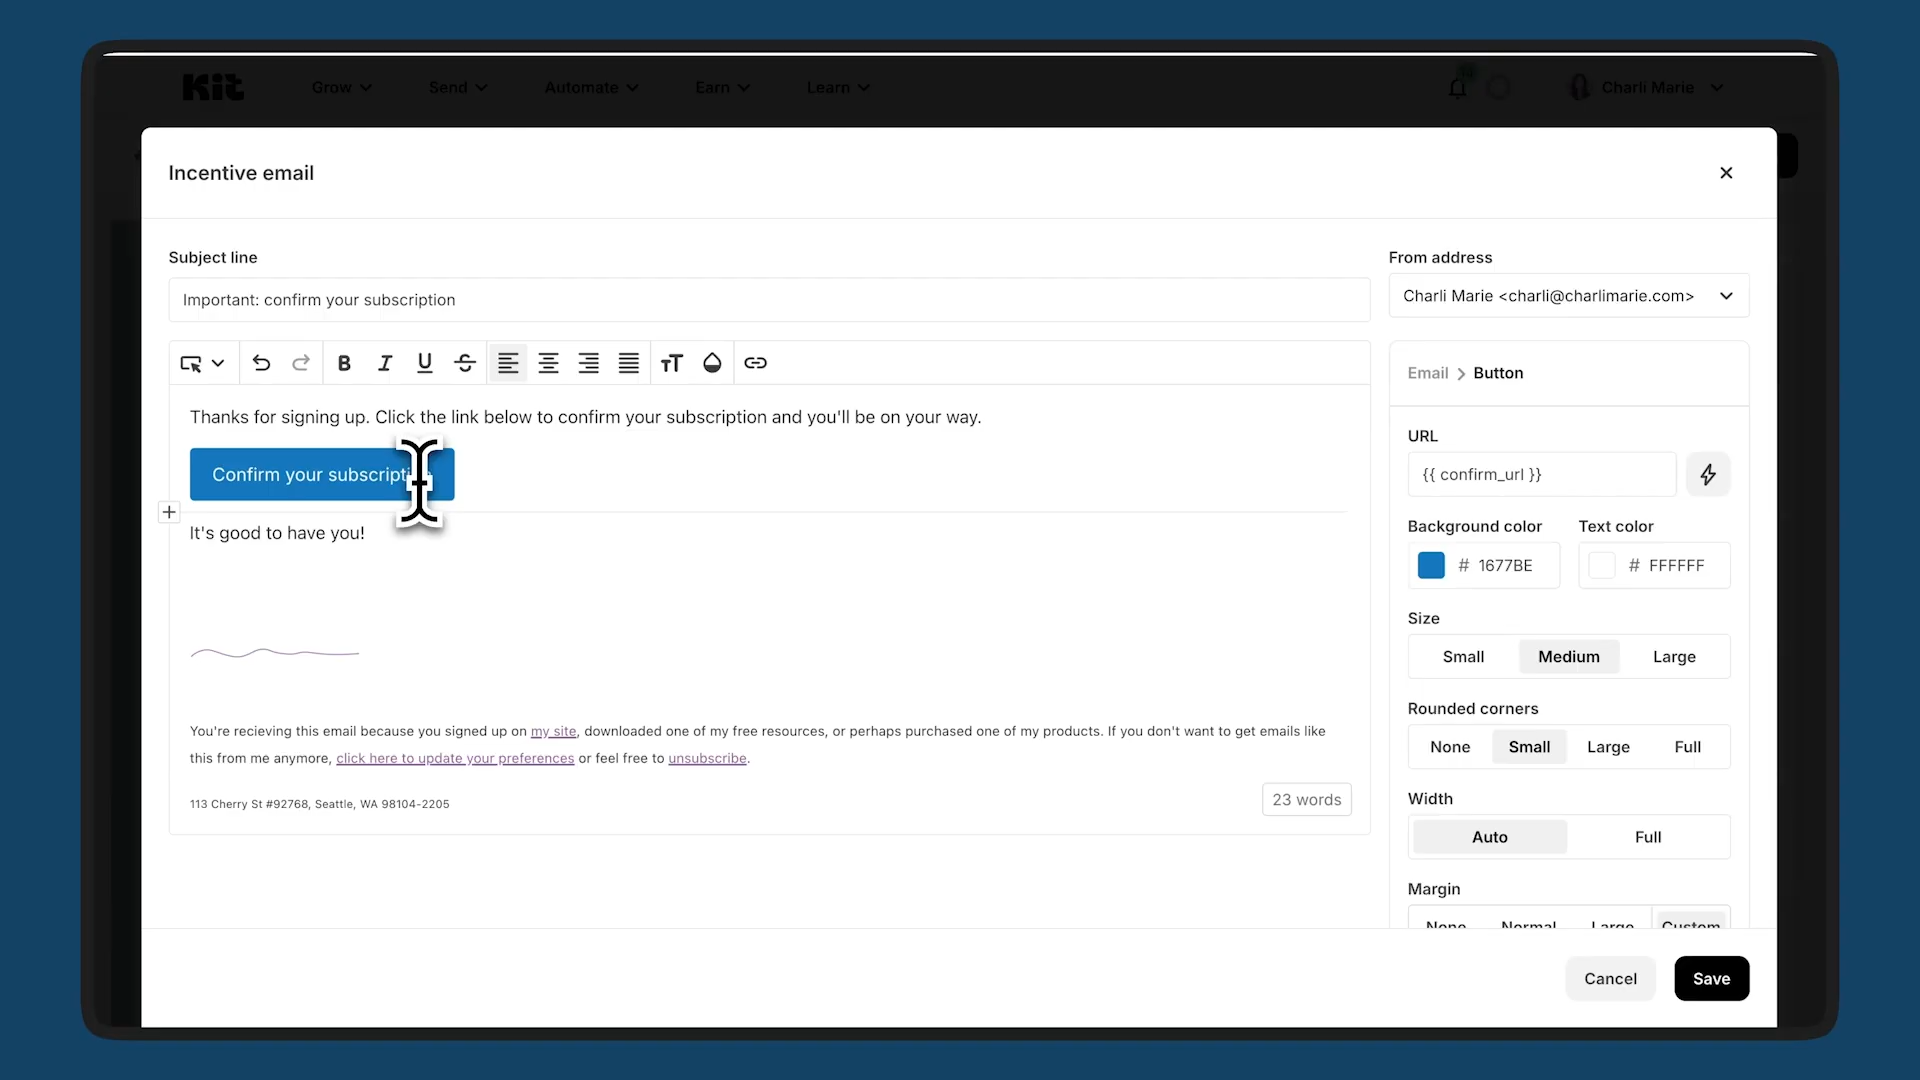 Kit Grow Send Automate Earn Learn Charli Marie
Incentive email
Subject line
Important: confirm your subscription
From address
Charli Marie <charli@charlimarie.com>
B I U S
Thanks for signing up. Click the link below to confirm your subscription and you'll be on your way.
Confirm your
It's good to have you!
You're recieving this email because you signed up on my site, downloaded one of my free resources, or perhaps purchased one of my products. If you don't want to get emails like
this from me anymore, click here to update your preferences or feel free to unsubscribe.
113 Cherry St #92768, Seattle, WA 98104-2205
23 words
Email > Button
URL
{{ confirm_url }}
Background color Text color
# 1677BE # FFFFFF
Size
Small Medium Large
Rounded corners
None Small Large Full
Width
Auto Full
Margin
None Normal Large Custom
Cancel Save